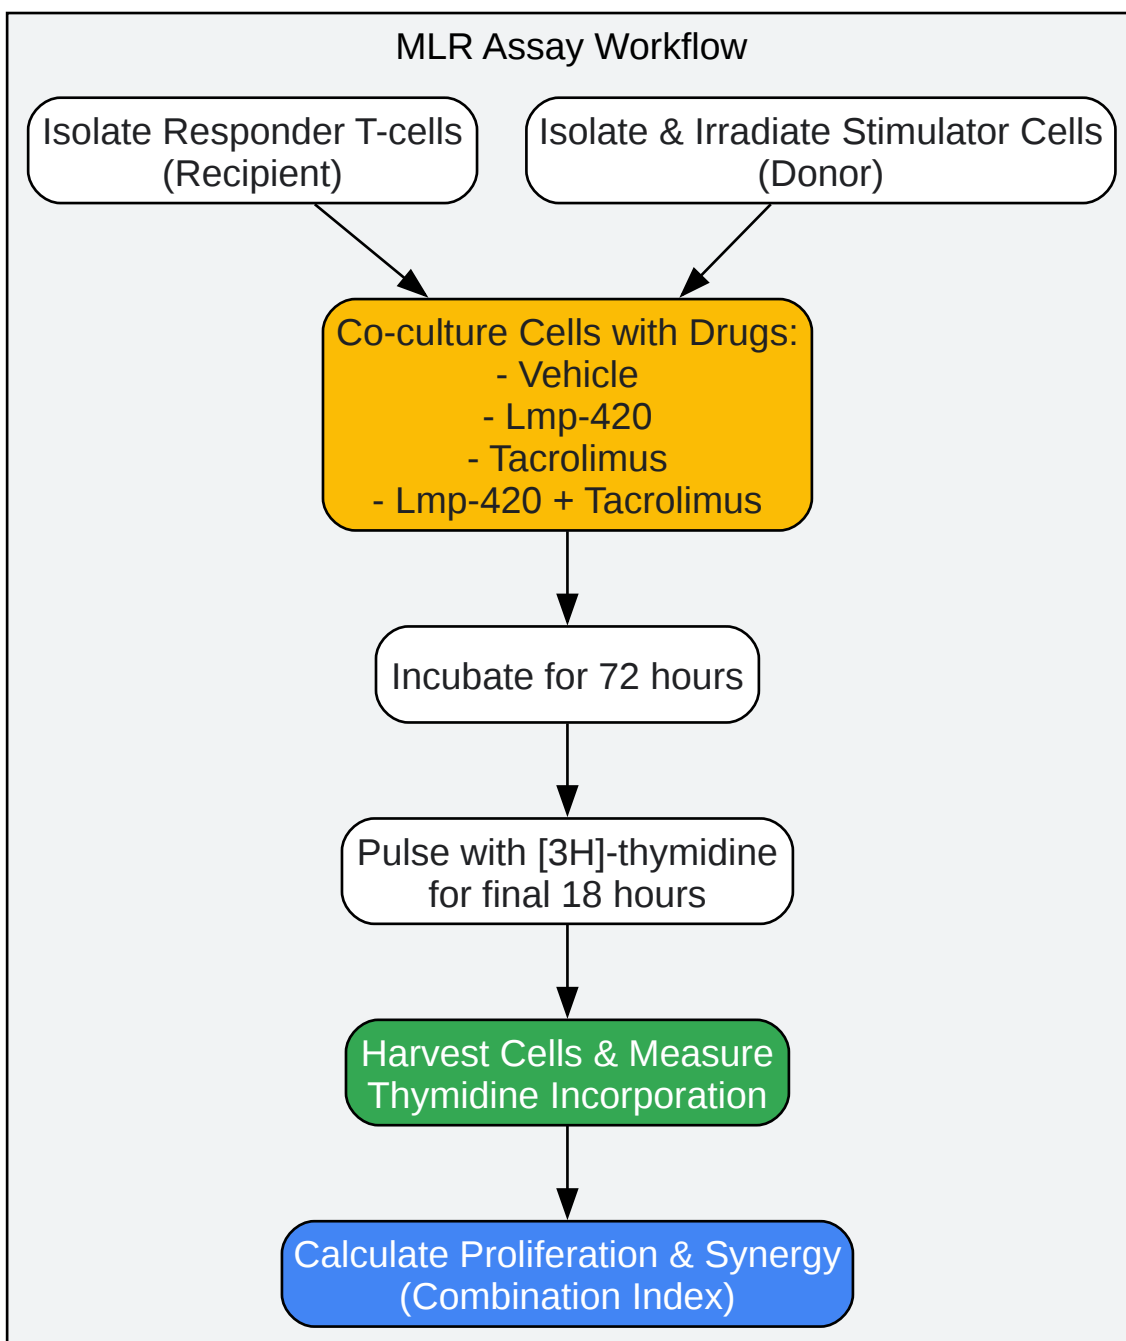 MLR Assay Workflow
Isolate Responder T-cells
(Recipient)
Isolate & Irradiate Stimulator Cells
(Donor)
Co-culture Cells with Drugs:
- Vehicle
- Lmp-420
- Tacrolimus
- Lmp-420 + Tacrolimus
Incubate for 72 hours
Pulse with [3H]-thymidine
for final 18 hours
Harvest Cells & Measure
Thymidine Incorporation
Calculate Proliferation & Synergy
(Combination Index)